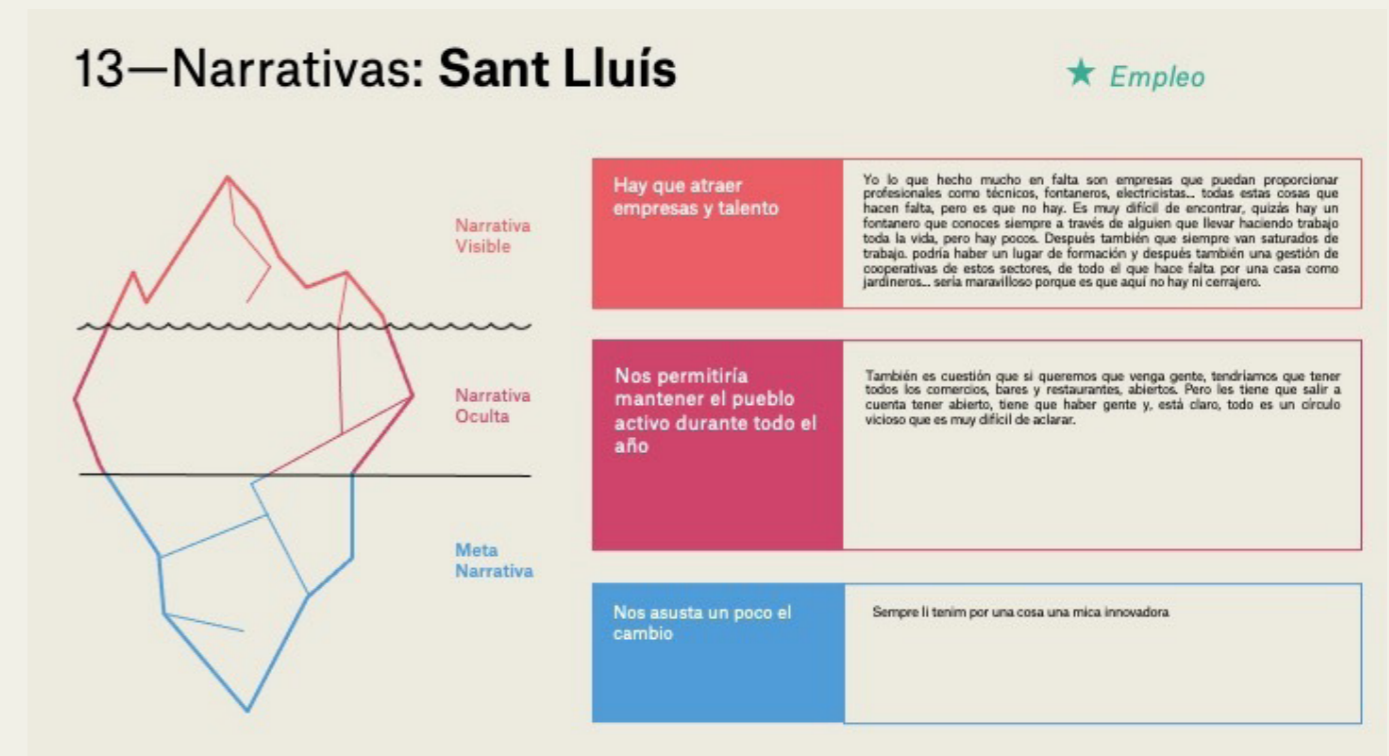 13—Narrativas: Sant Lluís
★ Empleo
Narrativa
Visible
Hay que atraer
empresas y talento
Yo lo que hecho mucho en falta son empresas que puedan proporcionar
profesionales como técnicos, fontaneros, electricistas... todas estas cosas que
hacen falta, pero es que no hay. Es muy difícil de encontrar, quizás hay un
fontanero que conoces siempre a través de alguien que llevar haciendo trabajo
toda la vida, pero hay pocos. Después también que siempre van saturados de
trabajo. podría haber un lugar de formación y después también una gestión de
cooperativas de estos sectores, de todo el que hace falta por una casa como
jardineros... sería maravilloso porque es que aquí no hay ni cerrajero.
Narrativa
Oculta
Nos permitiría
mantener el pueblo
activo durante todo el
año
También es cuestión que si queremos que venga gente, tendríamos que tener
todos los comercios, bares y restaurantes, abiertos. Pero les tiene que salir a
cuenta tener abierto, tiene que haber gente y, está claro, todo es un círculo
vicioso que es muy difícil de aclarar.
Meta
Narrativa
Nos asusta un poco el
cambio
Sempre li tenim por una cosa una mica innovadora